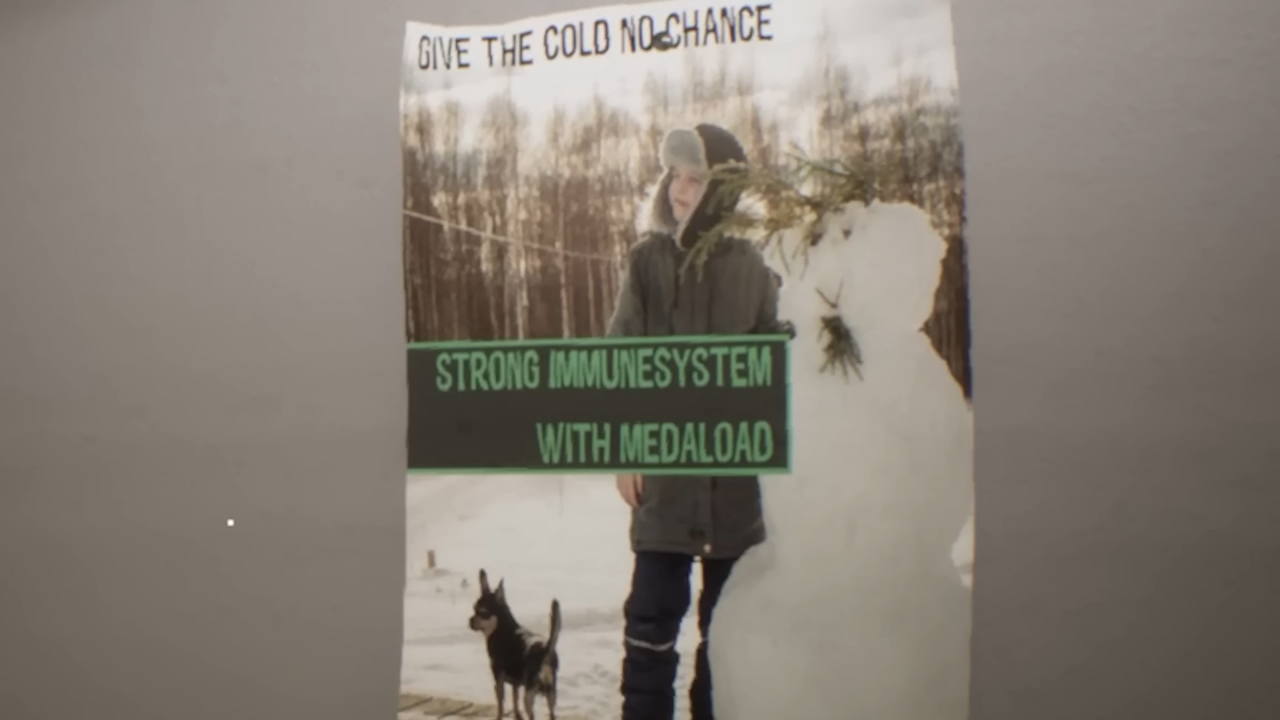 GIVE THE COLD NO CHANCE
STRONG IMMUNESYSTEM
WITH MEDALOAD